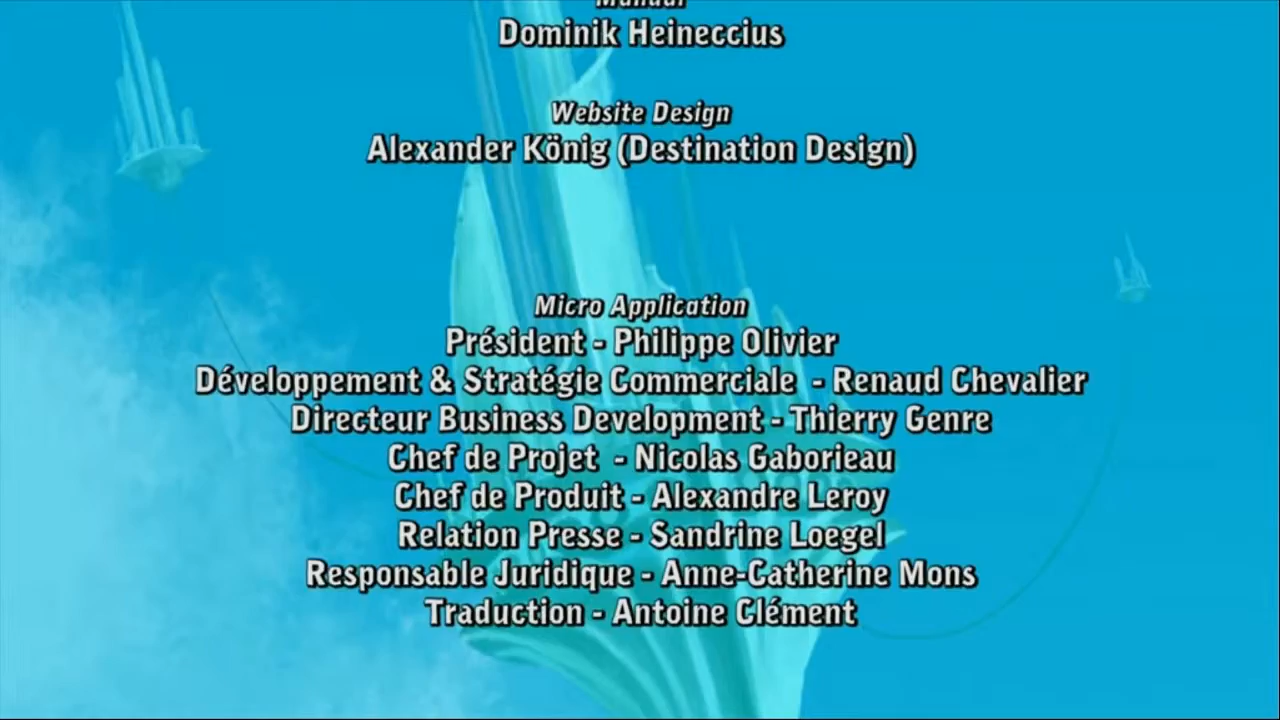 Manual
Dominik Heineccius
Website Design
Alexander König (Destination Design)
Micro Application
Président - Philippe Olivier
Développement & Stratégie Commerciale - Renaud Chevalier
Directeur Business Development - Thierry Genre
Chef de Projet - Nicolas Gaborieau
Chef de Produit - Alexandre Leroy
Relation Presse - Sandrine Loegel
Responsable Juridique - Anne-Catherine Mons
Traduction - Antoine Clément